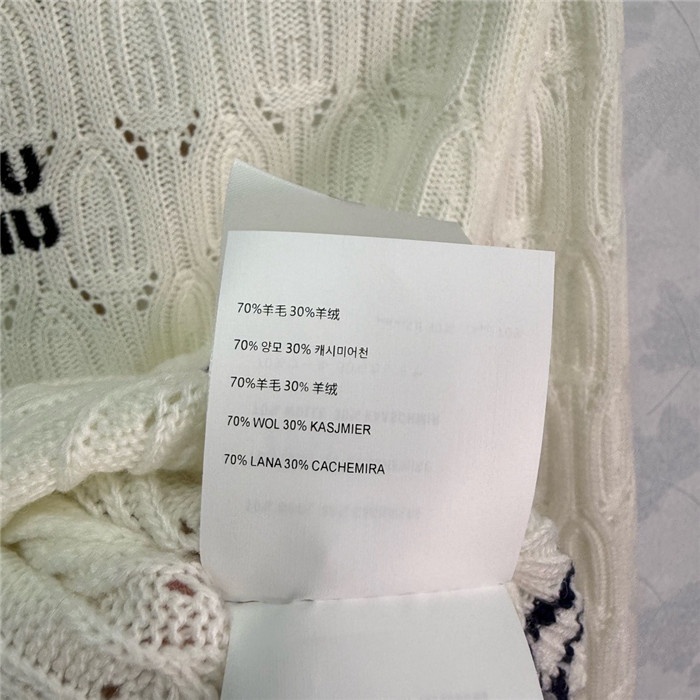 U
IU
70%羊毛 30%羊绒
70% 양모 30% 캐시미어천
70%羊毛 30% 羊绒
70% WOL 30% KASJMIER
70% LANA 30% CACHEMIRA